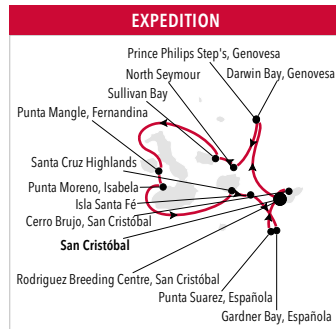 EXPEDITION
Prince Philips Step's, Genovesa
North Seymour
Darwin Bay, Genovesa
Sullivan Bay
Punta Mangle, Fernandina
Santa Cruz Highlands
Punta Moreno, Isabela
Isla Santa Fé
Cerro Brujo, San Cristóbal
San Cristóbal
Rodriguez Breeding Centre, San Cristóbal
Punta Suarez, Española
Gardner Bay, Española